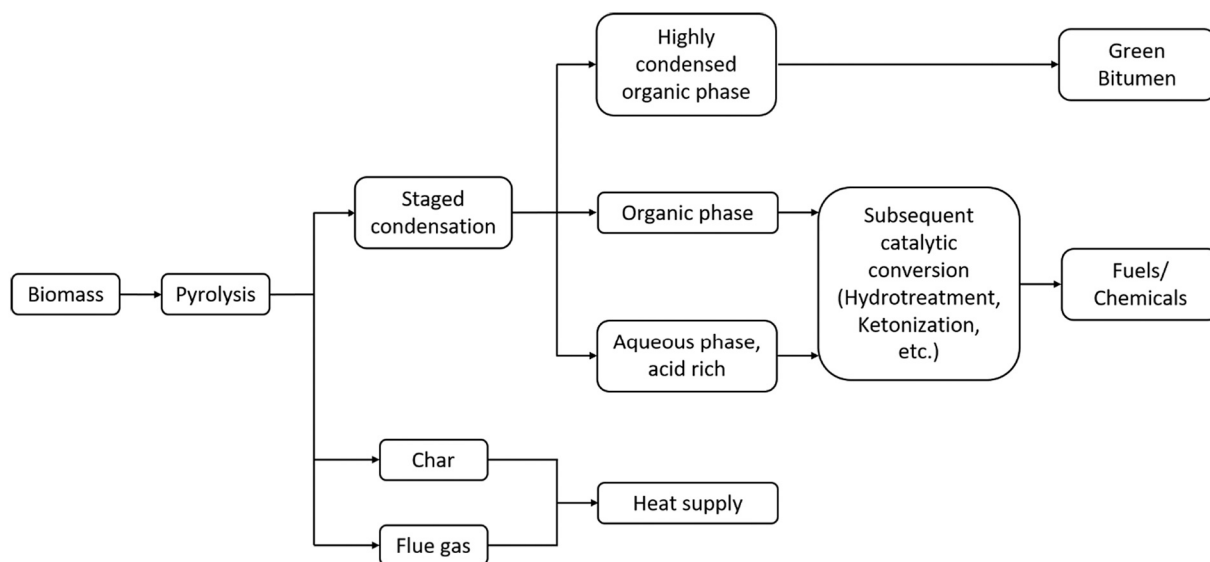 Highly
condensed
organic phase
Green
Bitumen
Staged
condensation
Organic phase
Subsequent
catalytic
conversion
(Hydrotreatment,
Ketonization,
etc.)
Fuels/
Chemicals
Biomass
Pyrolysis
Aqueous phase,
acid rich
Char
Heat supply
Flue gas